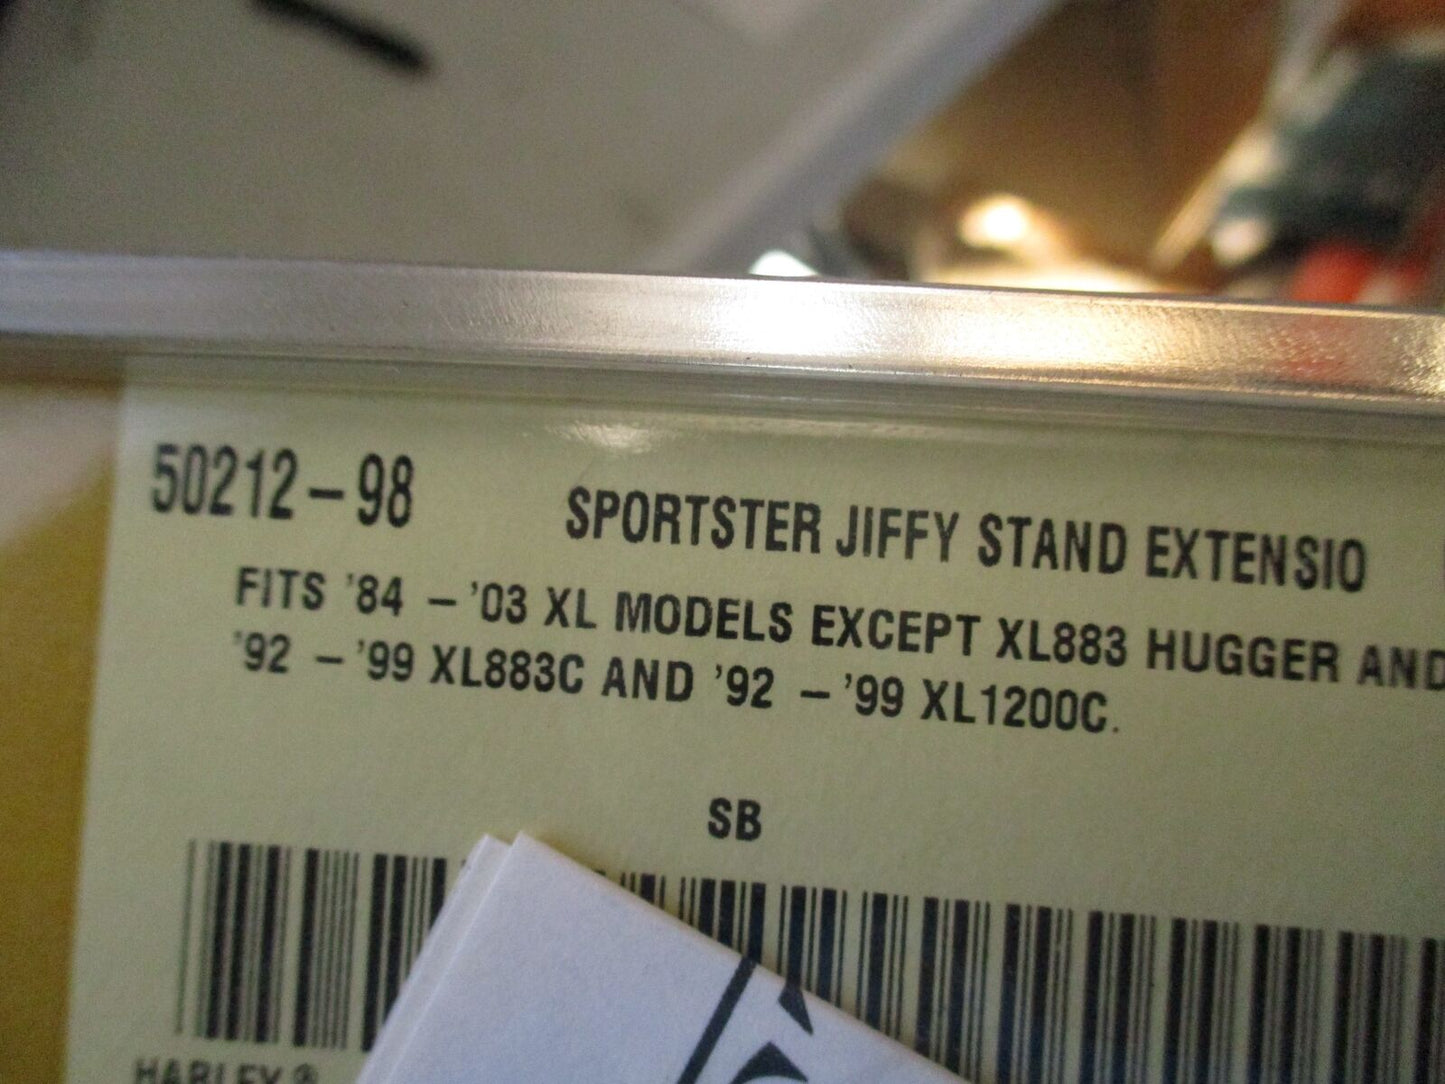 50212-98 SPORTSTER JIFFY STAND EXTENSIO
FITS '84 - '03 XL MODELS EXCEPT XL883 HUGGER AND
'92 - '99 XL883C AND '92 - '99 XL1200C.
SB
HARLEY ®